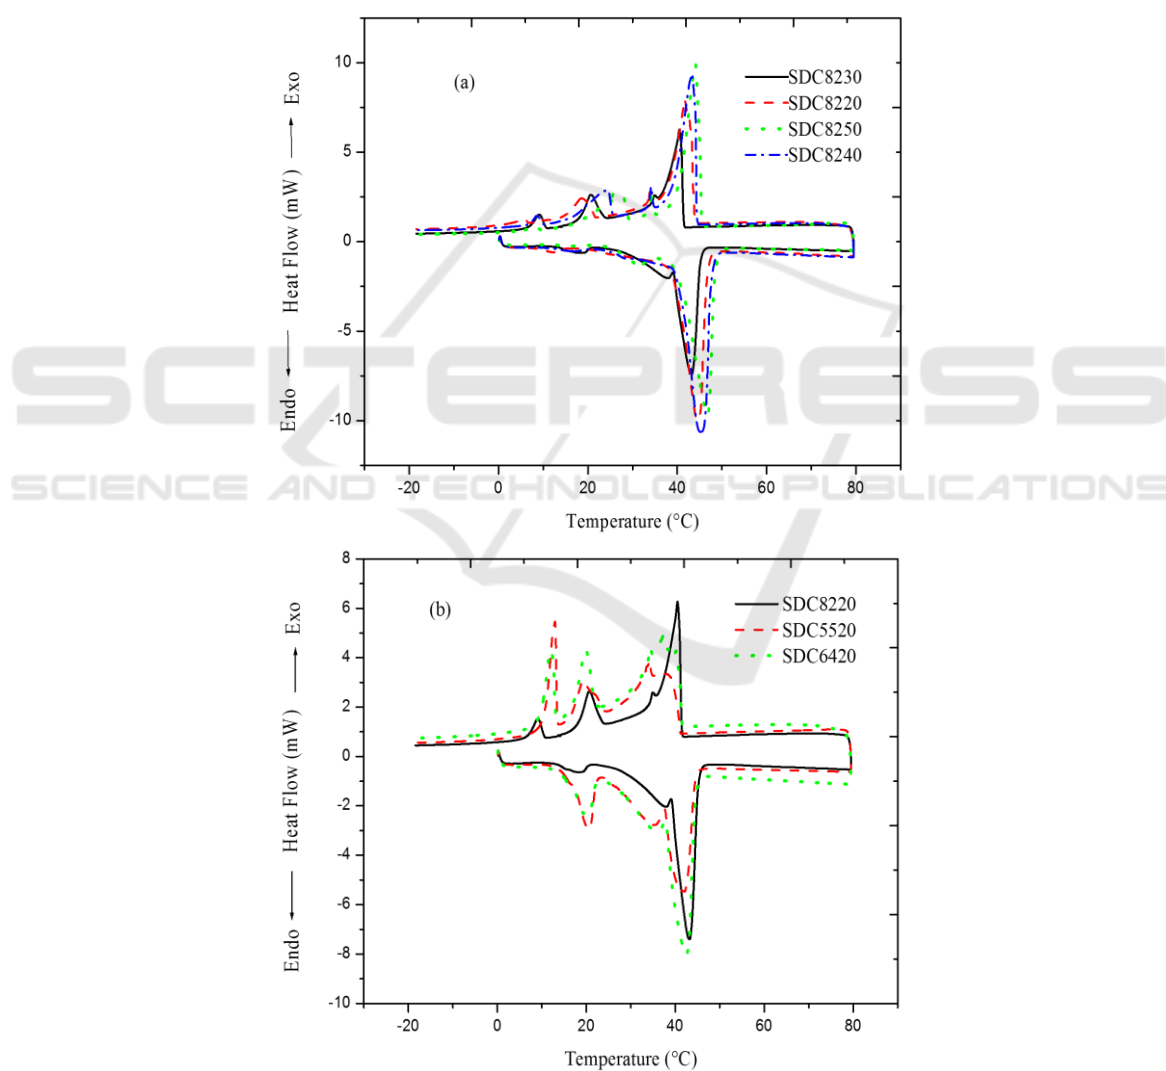 (a)
SDC8230
SDC8220
SDC8250
SDC8240
Endo Heat Flow (mW) Exo
10
5
0
-5
-10
-20 0 20 40 60 80
Temperature (°C)
SCITEPRESS
SCIENCE AND TECHNOLOGY PUBLICATIONS
(b)
SDC8220
SDC5520
SDC6420
Endo Heat Flow (mW) Exo
8
6
4
2
0
-2
-4
-6
-8
-10
-20 0 20 40 60 80
Temperature (°C)